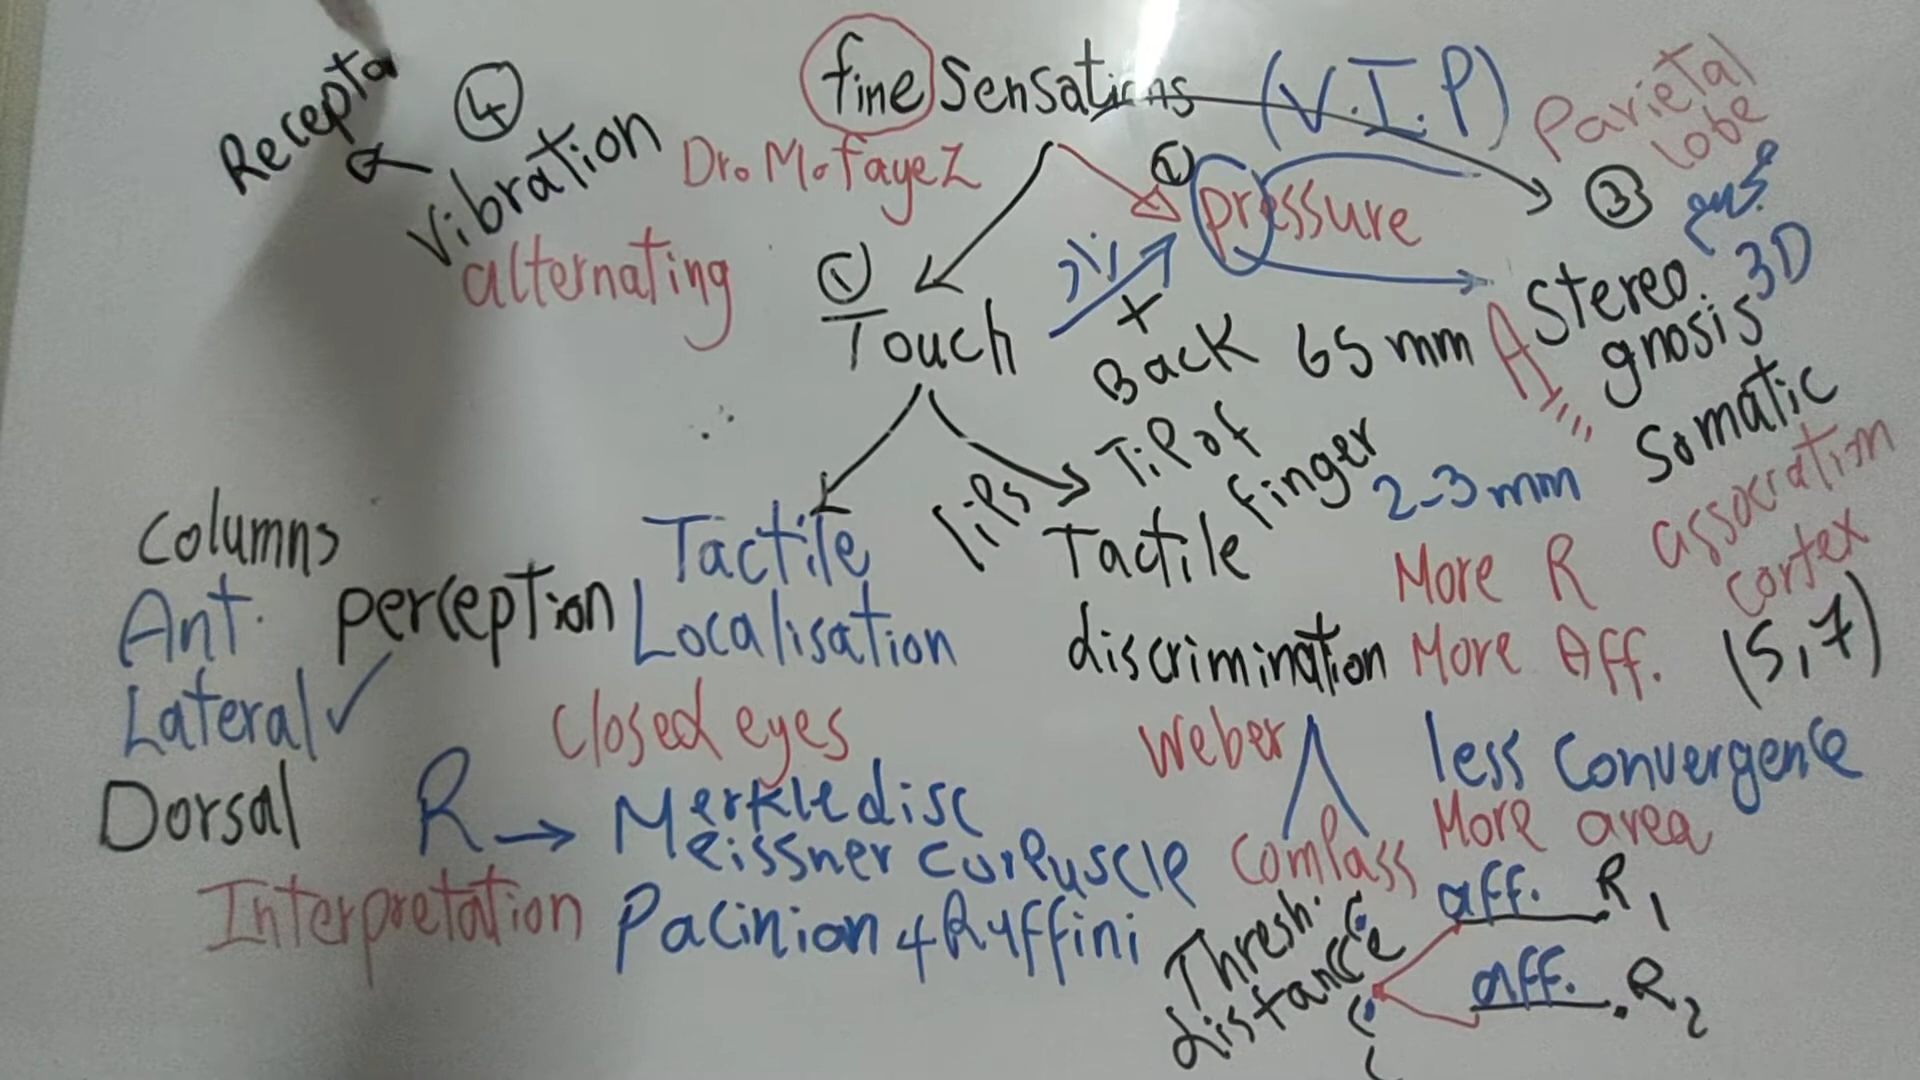 fine Sensations (V.I.P)
Parietal
lobe
4
Recepto
Vibration
alternating
Dr. M. fayeZ
pressure
3
1
Touch
Stereo
gnosis
3D
Back 65 mm
Somatic
association
cortex
(5,7)
lips
Tip of
finger
2-3 mm
Columns
Ant.
Lateral ✓
Dorsal
perception
Tactile
Localisation
closed eyes
Tactile
discrimination
More R
More Aff.
less convergence
More area
Weber
compass
R → Merkle disc
Meissner corpuscle
Pacinian & Ruffini
Interpretation
Thresh.
distance
aff. R1
aff. R2